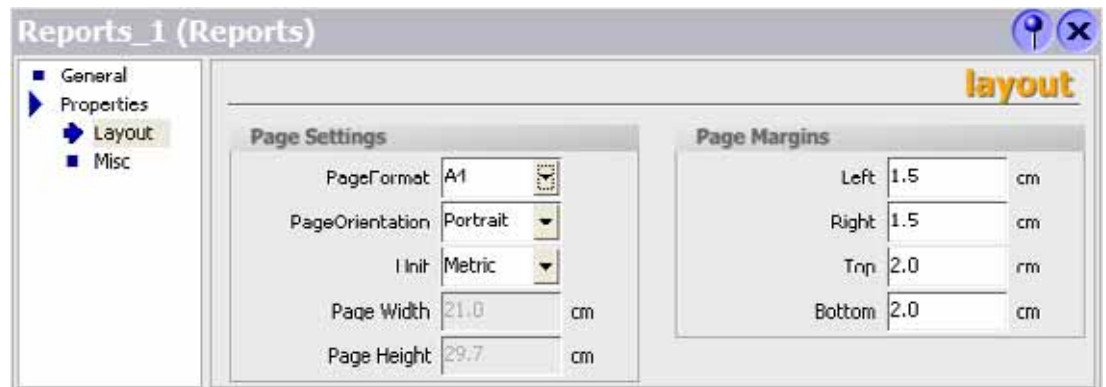 Reports_1 (Reports)
General
Properties
Layout
Misc
layout
Page Settings
PageFormat A4
PageOrientation Portrait
Unit Metric
Page Width 21.0 cm
Page Height 29.7 cm
Page Margins
Left 1.5 cm
Right 1.5 cm
Top 2.0 cm
Bottom 2.0 cm